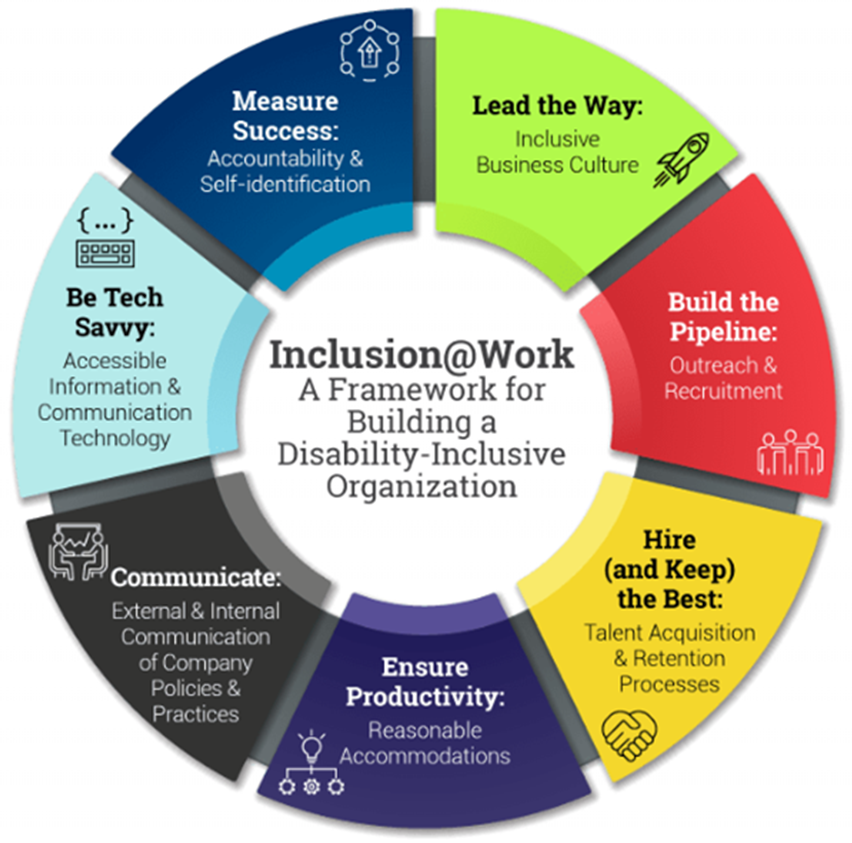 Inclusion@Work
A Framework for
Building a
Disability-Inclusive
Organization
Lead the Way:
Inclusive
Business Culture
Build the
Pipeline:
Outreach &
Recruitment
Hire
(and Keep)
the Best:
Talent Acquisition
& Retention
Processes
Ensure
Productivity:
Reasonable
Accommodations
Communicate:
External & Internal
Communication
of Company
Policies &
Practices
Be Tech
Savvy:
Accessible
Information &
Communication
Technology
{...}
Measure
Success:
Accountability &
Self-identification